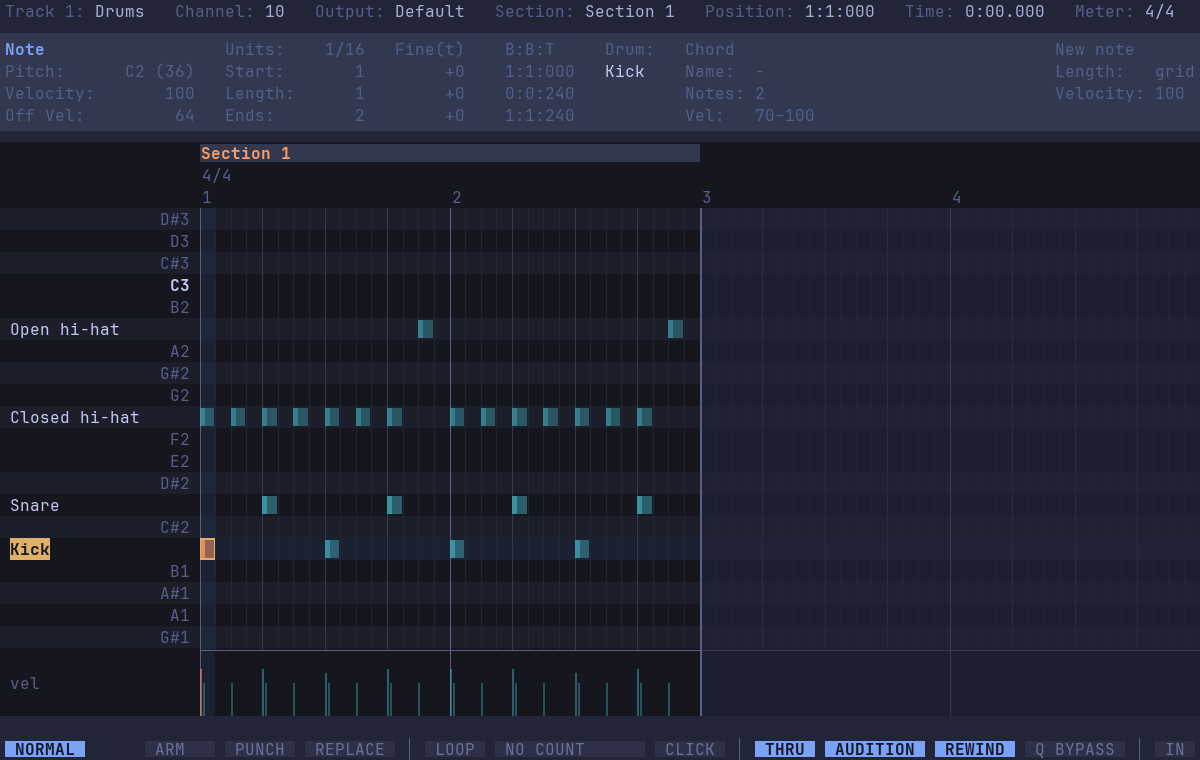 Track 1: Drums Channel: 10 Output: Default Section: Section 1 Position: 1:1:000 Time: 0:00.000 Meter: 4/4
Note Units: 1/16 Fine(t) B:B:T Drum: Chord New note
Pitch: C2 (36) Start: 1 +0 1:1:000 Kick Name: - Length: grid
Velocity: 100 Length: 1 +0 0:0:240 Notes: 2 Velocity: 100
Off Vel: 64 Ends: 2 +0 1:1:240 Vel: 70-100
Section 1
4/4
1 2 3 4
D#3
D3
C#3
C3
B2
Open hi-hat
A2
G#2
G2
Closed hi-hat
F2
E2
D#2
Snare
C#2
Kick
B1
A#1
A1
G#1
vel
NORMAL ARM PUNCH REPLACE LOOP NO COUNT CLICK THRU AUDITION REWIND Q BYPASS IN